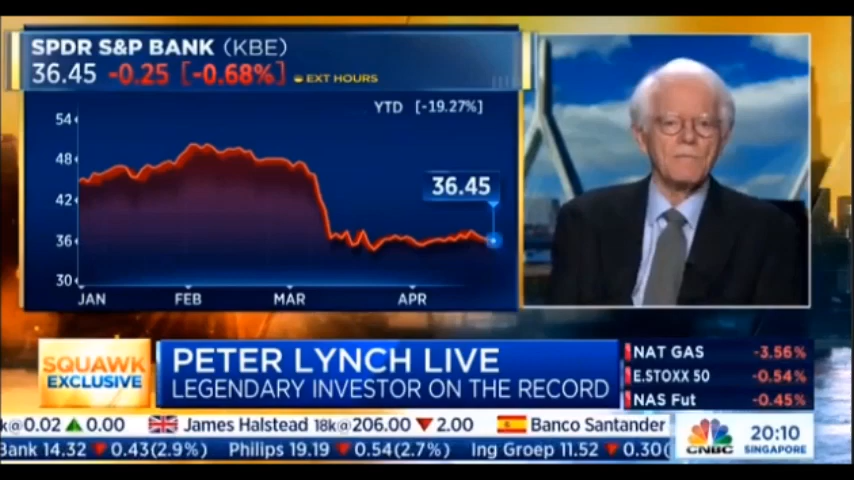 SPDR S&P BANK (KBE)
36.45 -0.25 [-0.68%] EXT HOURS
YTD [-19.27%]
54
48
42
36
30
36.45
JAN FEB MAR APR
SQUAWK
EXCLUSIVE
PETER LYNCH LIVE
LEGENDARY INVESTOR ON THE RECORD
NAT GAS -3.56%
E.STOXX 50 -0.54%
NAS Fut -0.45%
k@0.02 ▲ 0.00 James Halstead 18k@206.00 ▼ 2.00 Banco Santander
Bank 14.32 ▼ 0.43(2.9%) Philips 19.19 ▼ 0.54(2.7%) Ing Groep 11.52 ▼ 0.30(
CNBC
20:10
SINGAPORE